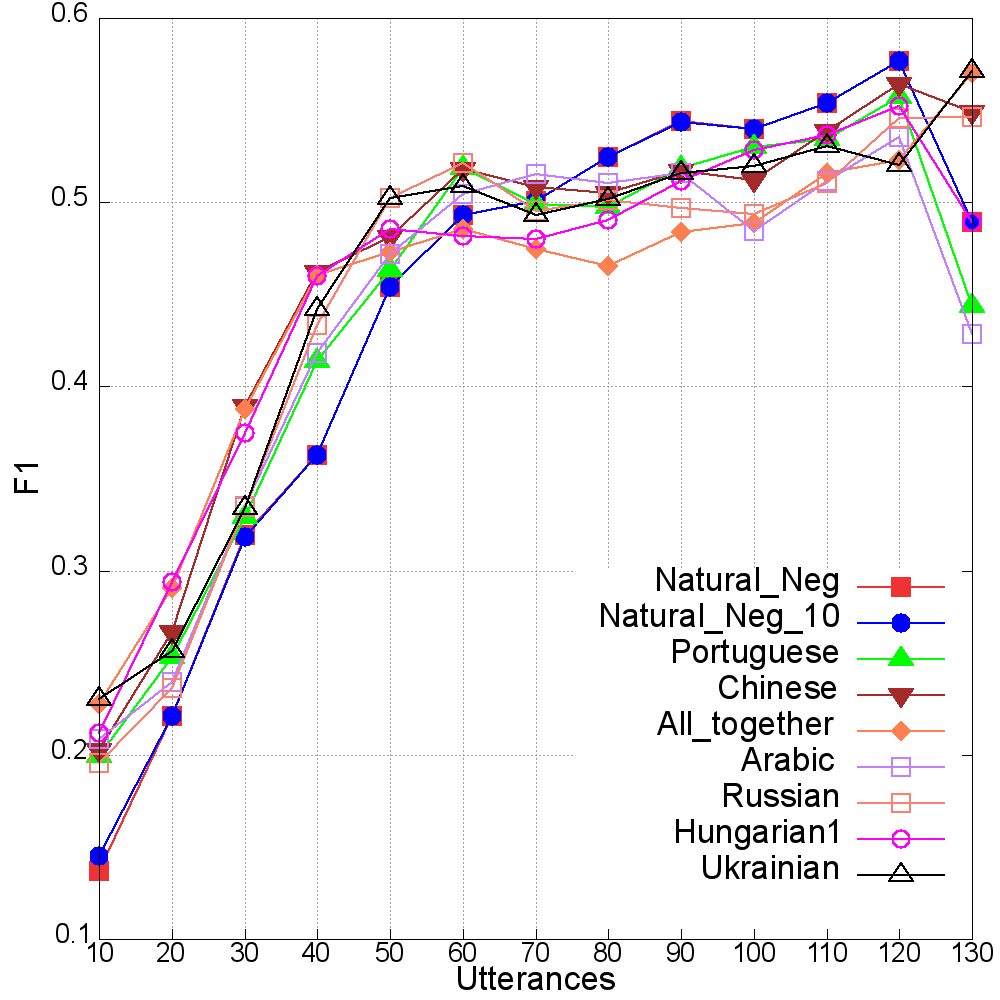 0.6
0.5
0.4
0.3
0.2
0.1
F1
10 20 30 40 50 60 70 80 90 100 110 120 130
Utterances
Natural_Neg
Natural_Neg_10
Portuguese
Chinese
All_together
Arabic
Russian
Hungarian1
Ukrainian